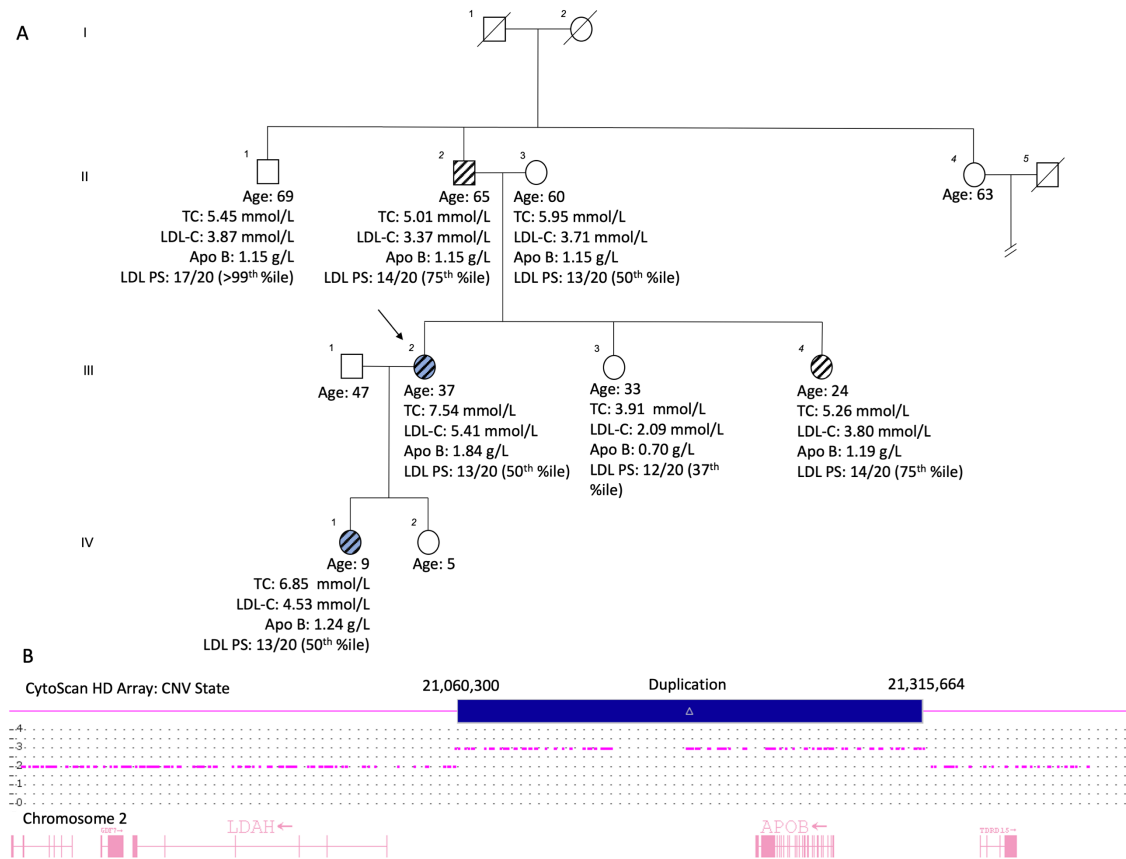 A
I
1
2
II
1
2
3
4
5
Age: 69
TC: 5.45 mmol/L
LDL-C: 3.87 mmol/L
Apo B: 1.15 g/L
LDL PS: 17/20 (>99th %ile)
Age: 65
TC: 5.01 mmol/L
LDL-C: 3.37 mmol/L
Apo B: 1.15 g/L
LDL PS: 14/20 (75th %ile)
Age: 60
TC: 5.95 mmol/L
LDL-C: 3.71 mmol/L
Apo B: 1.15 g/L
LDL PS: 13/20 (50th %ile)
Age: 63
III
1
2
3
4
Age: 47
Age: 37
TC: 7.54 mmol/L
LDL-C: 5.41 mmol/L
Apo B: 1.84 g/L
LDL PS: 13/20 (50th %ile)
Age: 33
TC: 3.91 mmol/L
LDL-C: 2.09 mmol/L
Apo B: 0.70 g/L
LDL PS: 12/20 (37th
%ile)
Age: 24
TC: 5.26 mmol/L
LDL-C: 3.80 mmol/L
Apo B: 1.19 g/L
LDL PS: 14/20 (75th %ile)
IV
1
2
Age: 9
TC: 6.85 mmol/L
LDL-C: 4.53 mmol/L
Apo B: 1.24 g/L
LDL PS: 13/20 (50th %ile)
Age: 5
B
CytoScan HD Array: CNV State
21,060,300
Duplication
21,315,664
4
3
2
1
0
Chromosome 2
GDF7→
LDAH←
APOB←
TDRD15→